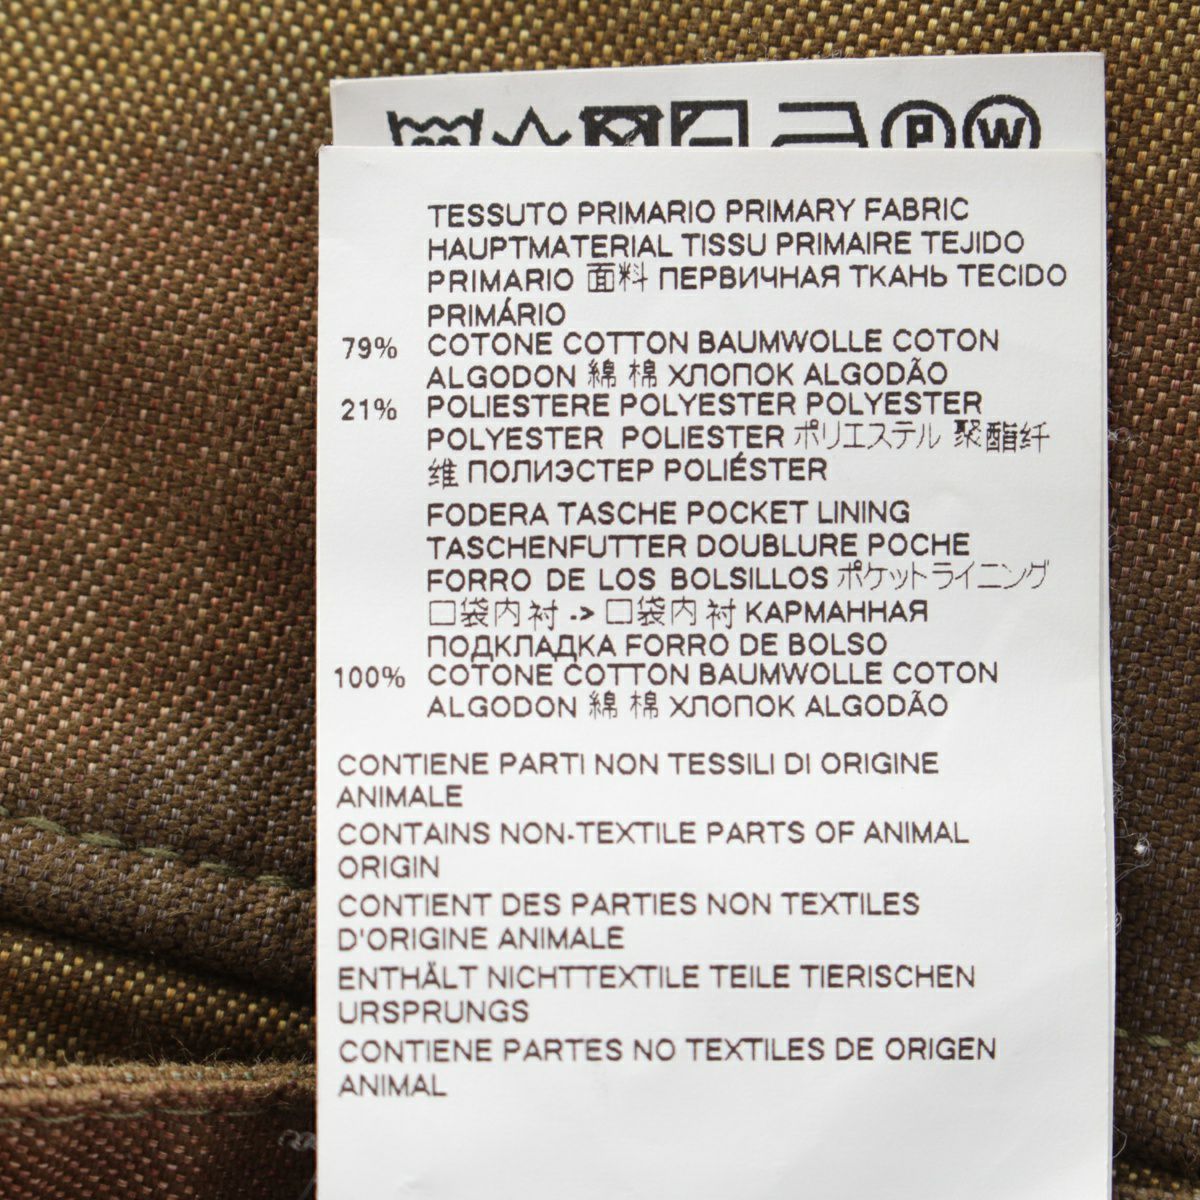 P W
TESSUTO PRIMARIO PRIMARY FABRIC
HAUPTMATERIAL TISSU PRIMAIRE TEJIDO
PRIMARIO 面料 ПЕРВИЧНАЯ ТКАНЬ TECIDO
PRIMÁRIO
79% COTONE COTTON BAUMWOLLE COTON
ALGODON 綿 棉 ХЛОПОК ALGODÃO
21% POLIESTERE POLYESTER POLYESTER
POLYESTER POLIESTER ポリエステル 聚酯纤
维 ПОЛИЭСТЕР POLIÉSTER
FODERA TASCHE POCKET LINING
TASCHENFUTTER DOUBLURE POCHE
FORRO DE LOS BOLSILLOS ポケットライニング
口袋内衬 -> 口袋内衬 КАРМАННАЯ
ПОДКЛАДКА FORRO DE BOLSO
100% COTONE COTTON BAUMWOLLE COTON
ALGODON 綿 棉 ХЛОПОК ALGODÃO
CONTIENE PARTI NON TESSILI DI ORIGINE
ANIMALE
CONTAINS NON-TEXTILE PARTS OF ANIMAL
ORIGIN
CONTIENT DES PARTIES NON TEXTILES
D'ORIGINE ANIMALE
ENTHÄLT NICHTTEXTILE TEILE TIERISCHEN
URSPRUNGS
CONTIENE PARTES NO TEXTILES DE ORIGEN
ANIMAL